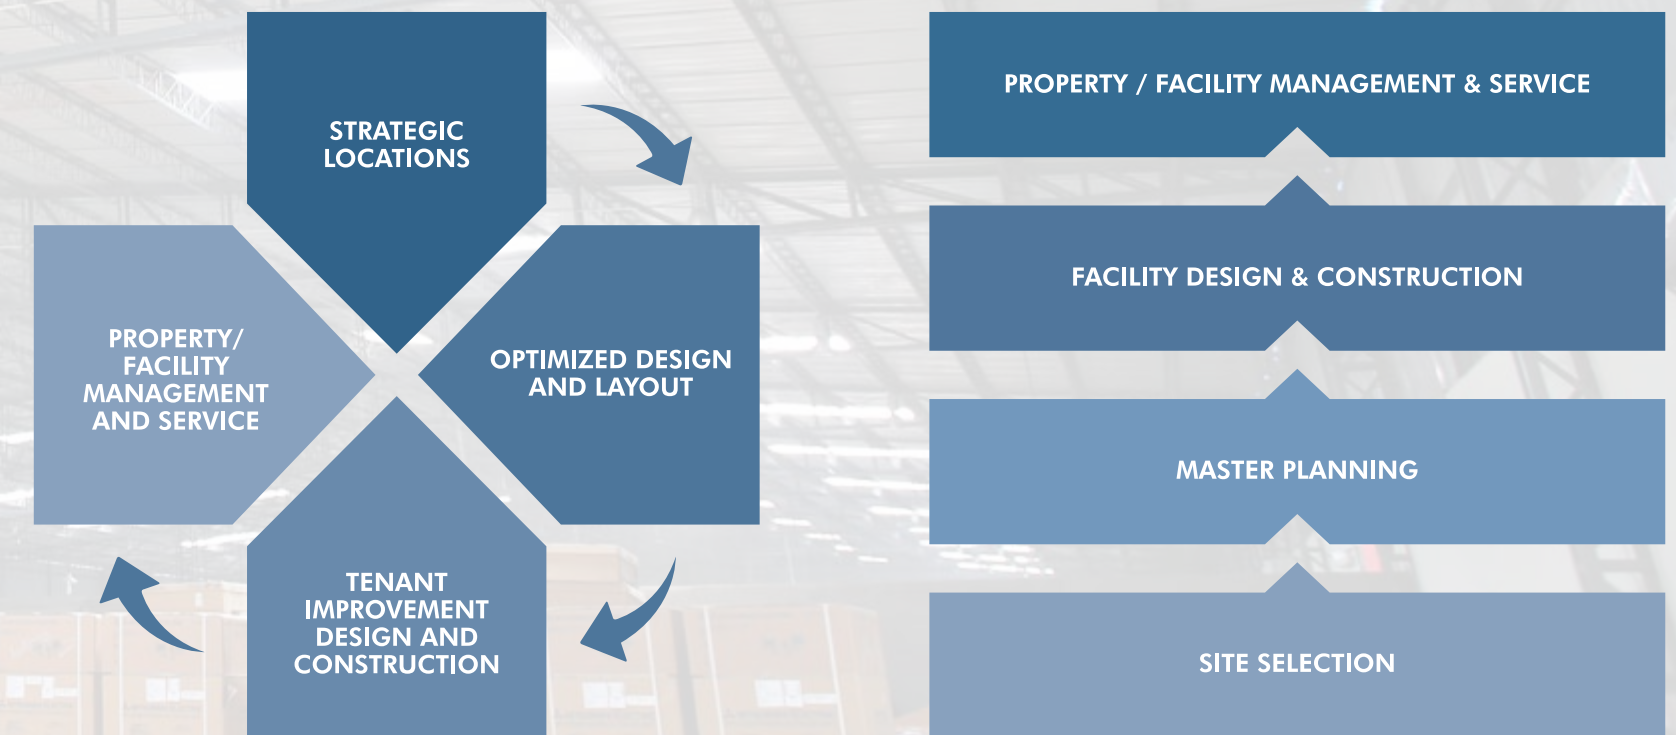 STRATEGIC
LOCATIONS
OPTIMIZED DESIGN
AND LAYOUT
TENANT
IMPROVEMENT
DESIGN AND
CONSTRUCTION
PROPERTY/
FACILITY
MANAGEMENT
AND SERVICE
PROPERTY / FACILITY MANAGEMENT & SERVICE
FACILITY DESIGN & CONSTRUCTION
MASTER PLANNING
SITE SELECTION